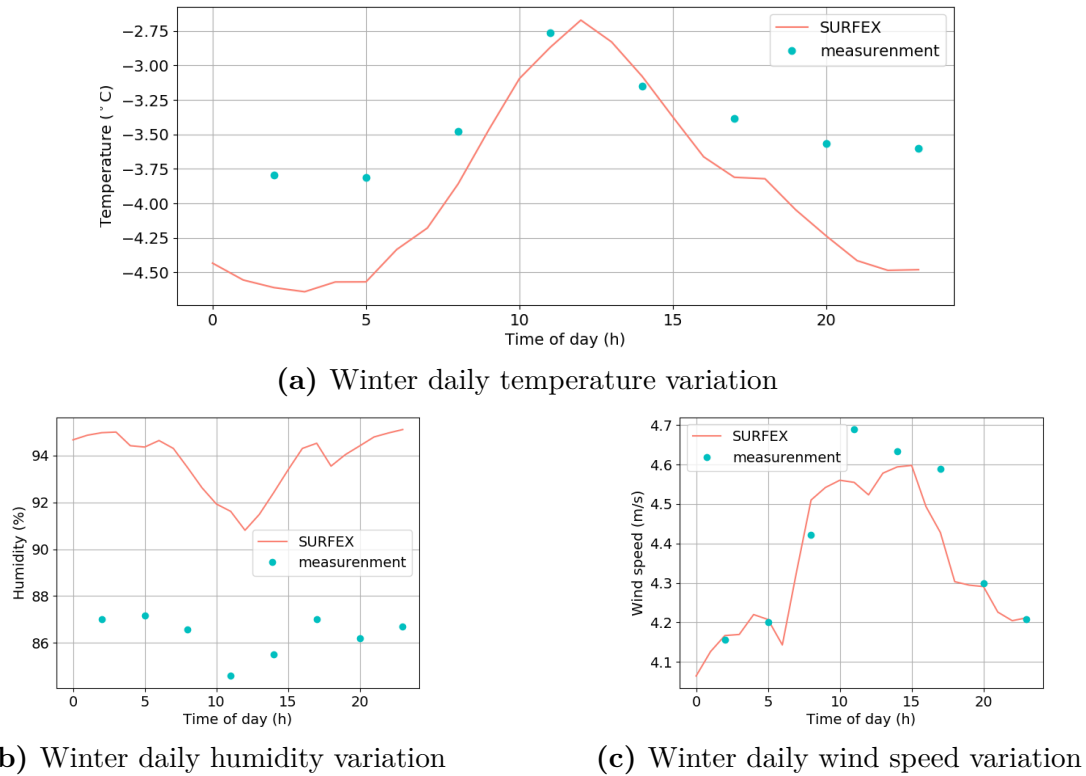 −2.75
−3.00
−3.25
−3.50
−3.75
−4.00
−4.25
−4.50
Temperature (°C)
SURFEX
measurenment
0 5 10 15 20
Time of day (h)
(a) Winter daily temperature variation
94
92
90
88
86
Humidity (%)
SURFEX
measurenment
0 5 10 15 20
Time of day (h)
) Winter daily humidity variation
4.7
4.6
4.5
4.4
4.3
4.2
4.1
Wind speed (m/s)
SURFEX
measurenment
0 5 10 15 20
Time of day (h)
(c) Winter daily wind speed variation